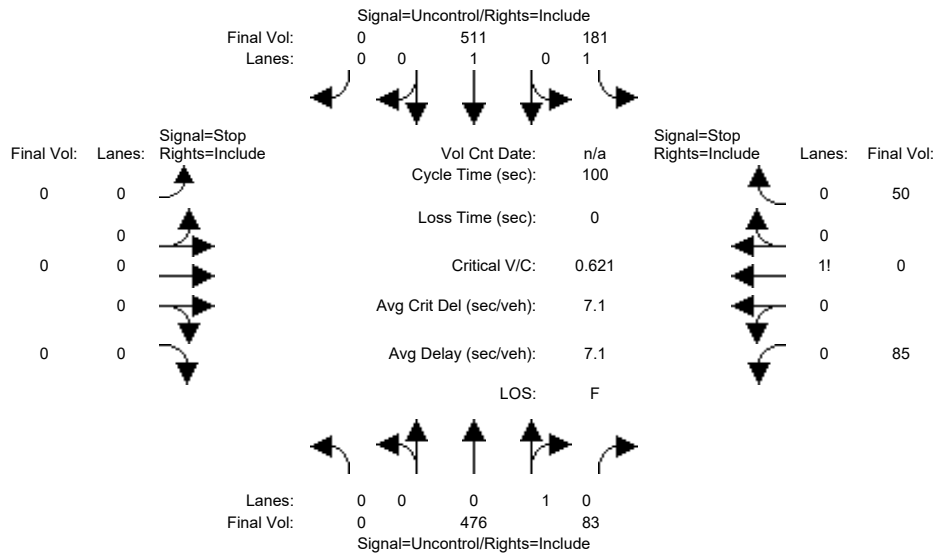 Signal=Uncontrol/Rights=Include
Final Vol: 0 511 181
Lanes: 0 0 1 0 1
Signal=Stop Signal=Stop
Final Vol: Lanes: Rights=Include Vol Cnt Date: n/a Rights=Include Lanes: Final Vol:
Cycle Time (sec): 100
0 0 0 50
Loss Time (sec): 0
0 0
0 0 Critical V/C: 0.621 1! 0
0 Avg Crit Del (sec/veh): 7.1 0
0 0 Avg Delay (sec/veh): 7.1 0 85
LOS: F
Lanes: 0 0 0 1 0
Final Vol: 0 476 83
Signal=Uncontrol/Rights=Include